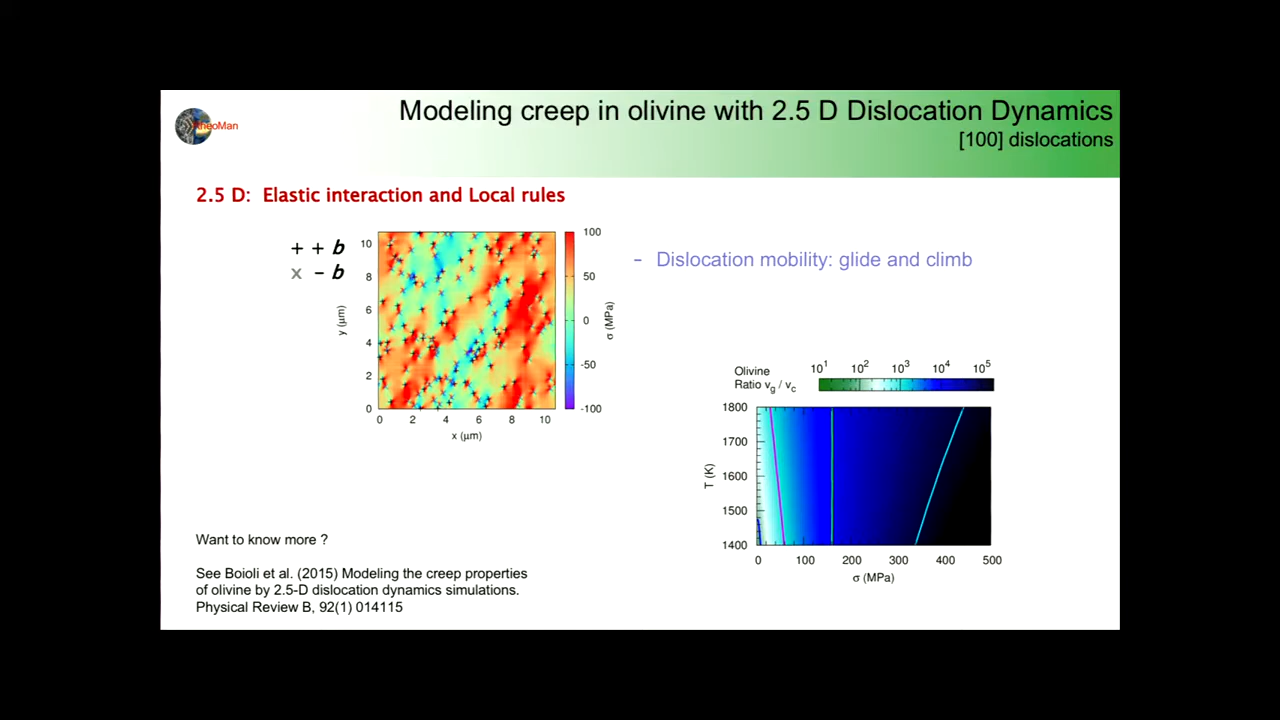 RheoMan
Modeling creep in olivine with 2.5 D Dislocation Dynamics
[100] dislocations
2.5 D: Elastic interaction and Local rules
+ + b
x - b
10
8
6
4
2
0
y (μm)
0 2 4 6 8 10
x (μm)
100
50
0
-50
-100
σ (MPa)
- Dislocation mobility: glide and climb
Olivine
Ratio vg / vc
10¹ 10² 10³ 10⁴ 10⁵
1800
1700
1600
1500
1400
T (K)
0 100 200 300 400 500
σ (MPa)
Want to know more ?
See Boioli et al. (2015) Modeling the creep properties
of olivine by 2.5-D dislocation dynamics simulations.
Physical Review B, 92(1) 014115